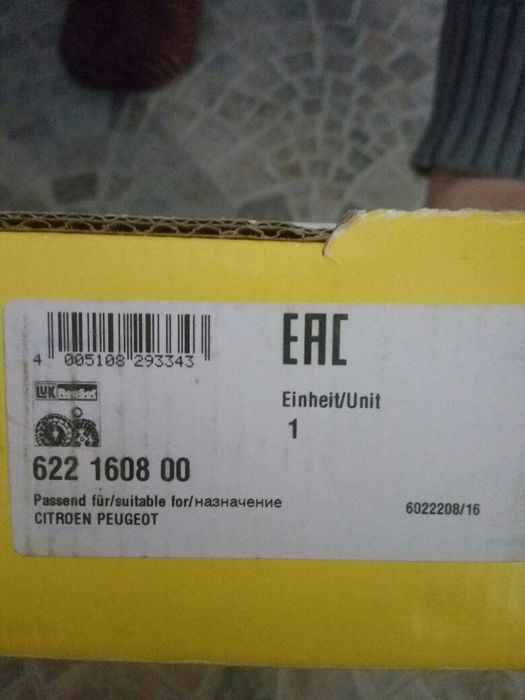 EAC
4 005108 293343
LUK RepSet
Einheit/Unit
1
622 1608 00
Passend für/suitable for/назначение
CITROEN PEUGEOT
6022208/16